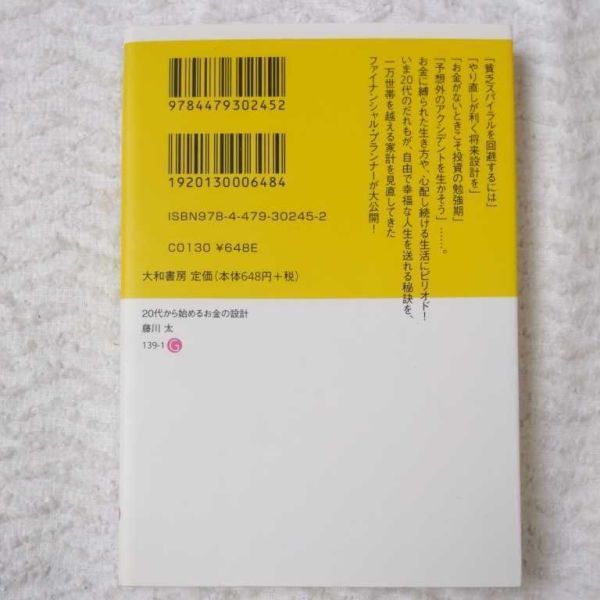 「貧乏スパイラルを回避するには」
「やり直しが利く将来設計を」
「お金がないときこそ投資の勉強期」
「予想外のアクシデントを生かそう」……。
お金に縛られた生き方や、心配し続ける生活にピリオド！
いま20代のだれもが、自由で幸福な人生を送れる秘訣を、
一万世帯を越える家計を見直してきた
ファイナンシャル・プランナーが大公開！
9784479302452
1920130006484
ISBN978-4-479-30245-2
C0130 ¥648E
大和書房 定価(本体648円＋税)
20代から始めるお金の設計
藤川 太
139-1 G